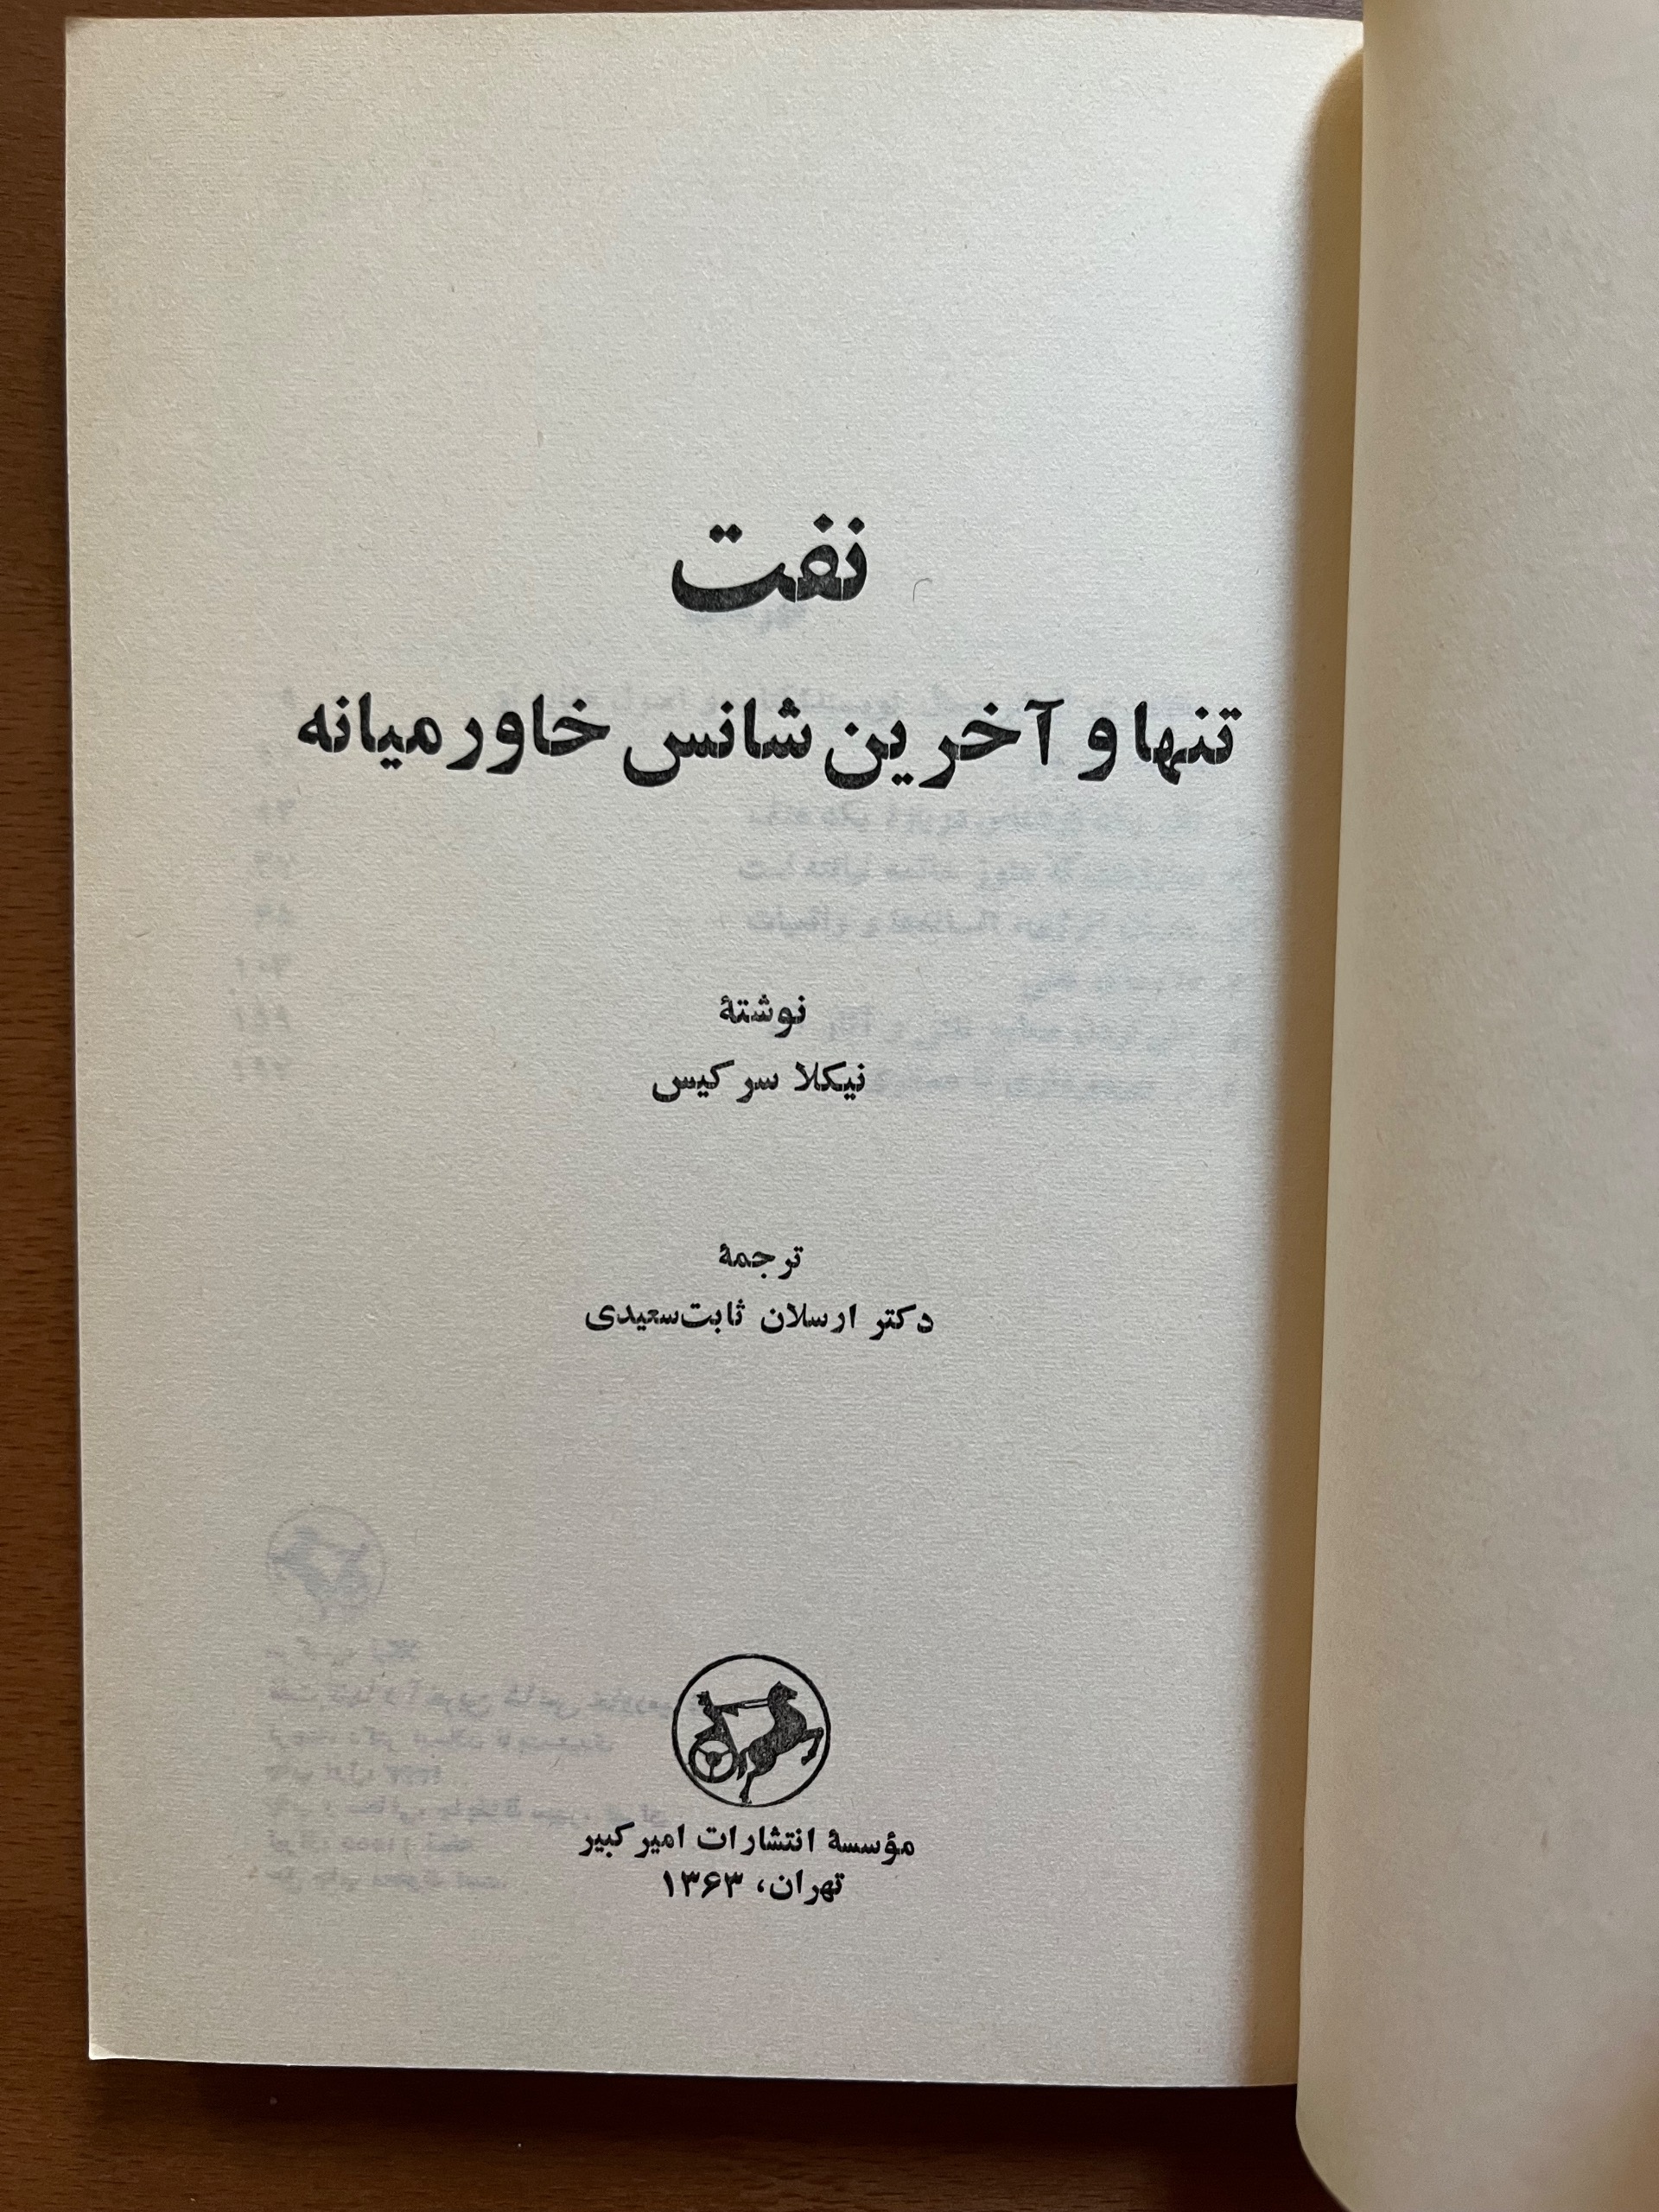 نفت
تنها و آخرین شانس خاورمیانه
نوشتهٔ
نیکلا سرکیس
ترجمهٔ
دکتر ارسلان ثابت‌سعیدی
مؤسسهٔ انتشارات امیرکبیر
تهران، ۱۳۶۳